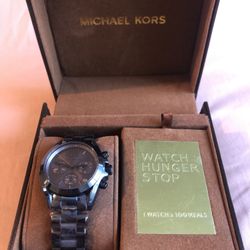 MICHAEL KORS
WATCH
HUNGER
STOP
1 WATCH = 100 MEALS